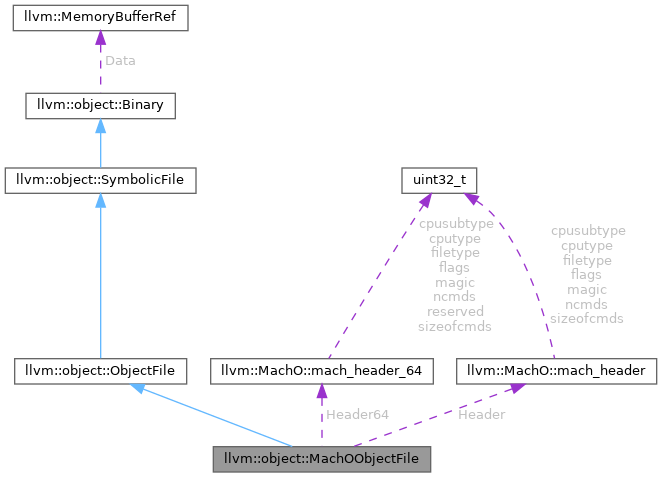 llvm::MemoryBufferRef
Data
llvm::object::Binary
llvm::object::SymbolicFile
uint32_t
cpusubtype
cputype
filetype
flags
magic
ncmds
reserved
sizeofcmds
cpusubtype
cputype
filetype
flags
magic
ncmds
sizeofcmds
llvm::object::ObjectFile
llvm::MachO::mach_header_64
llvm::MachO::mach_header
Header64
Header
llvm::object::MachOObjectFile